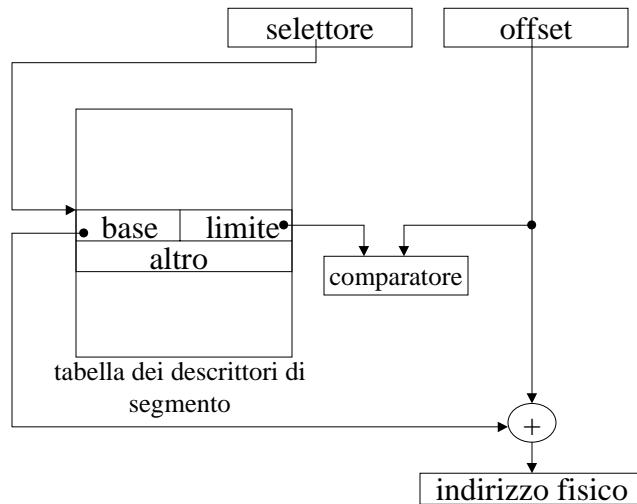 selettore
offset
base
limite
altro
comparatore
tabella dei descrittori di
segmento
+
indirizzo fisico